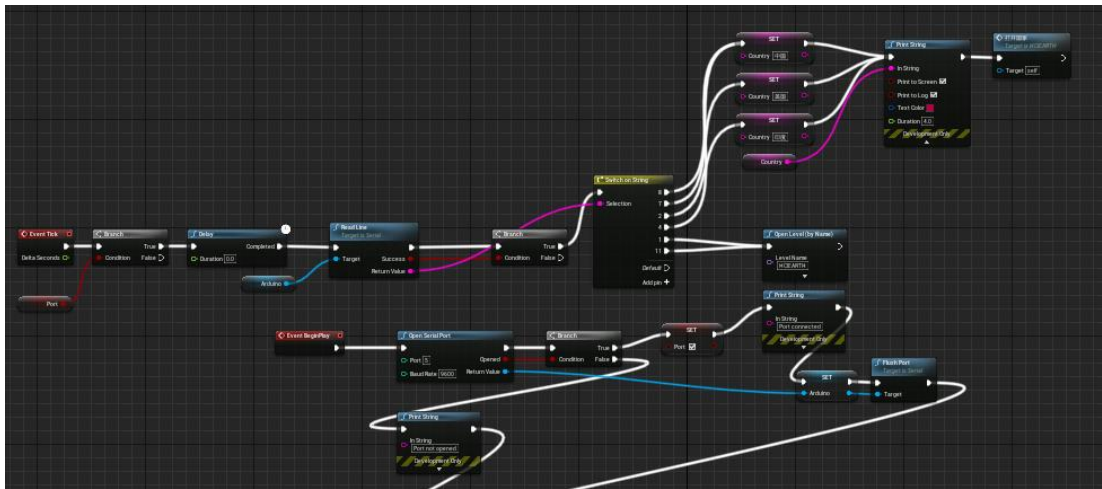 SET
Country 中国
SET
Country 美国
SET
Country 印度
Country
Print String
In String
Print to Screen
Print to Log
Text Color
Duration 4.0
Development Only
Target is HCIEARTH
Target self
Switch on String
Selection
8
7
2
4
1
11
Default
Add pin +
Event Tick
Delta Seconds
Port
Branch
True
Condition
False
Delay
Completed
Duration 0.0
Arduino
Read Line
Target is Serial
Target
Success
Return Value
Branch
True
Condition
False
Open Level (by Name)
Level Name
Print String
In String
Port connected
Development Only
Event BeginPlay
Open Serial Port
Port 5
Opened
Baud Rate 9600
Return Value
Branch
True
Condition
False
SET
Port
SET
Arduino
Flush Port
Target is Serial
Target
Print String
In String
Port not opened
Development Only